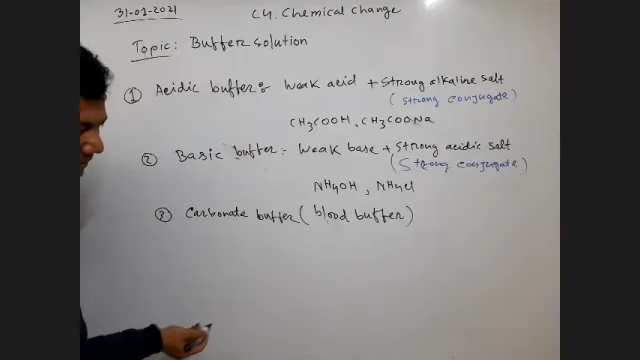 31-01-2021 C4. Chemical change
Topic: Buffer solution
① Acidic buffer: Weak acid + Strong alkaline salt
(strong conjugate)
CH3COOH, CH3COONa
② Basic buffer: Weak base + Strong acidic salt
(Strong conjugate)
NH4OH, NH4Cl
③ Carbonate buffer (blood buffer)